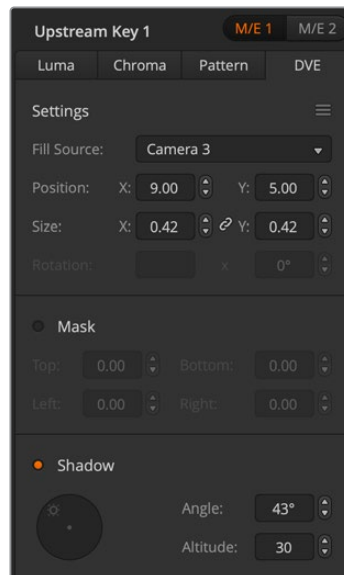 Upstream Key 1 M/E 1 M/E 2
Luma Chroma Pattern DVE
Settings
Fill Source: Camera 3
Position: X: 9.00 Y: 5.00
Size: X: 0.42 Y: 0.42
Rotation: x 0°
Mask
Top: 0.00 Bottom: 0.00
Left: 0.00 Right: 0.00
Shadow
Angle: 43°
Altitude: 30